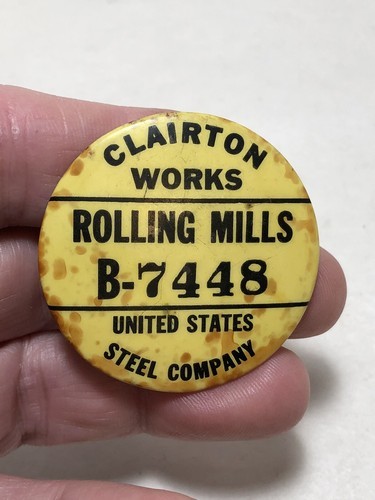 CLAIRTON
WORKS
ROLLING MILLS
B-7448
UNITED STATES
STEEL COMPANY